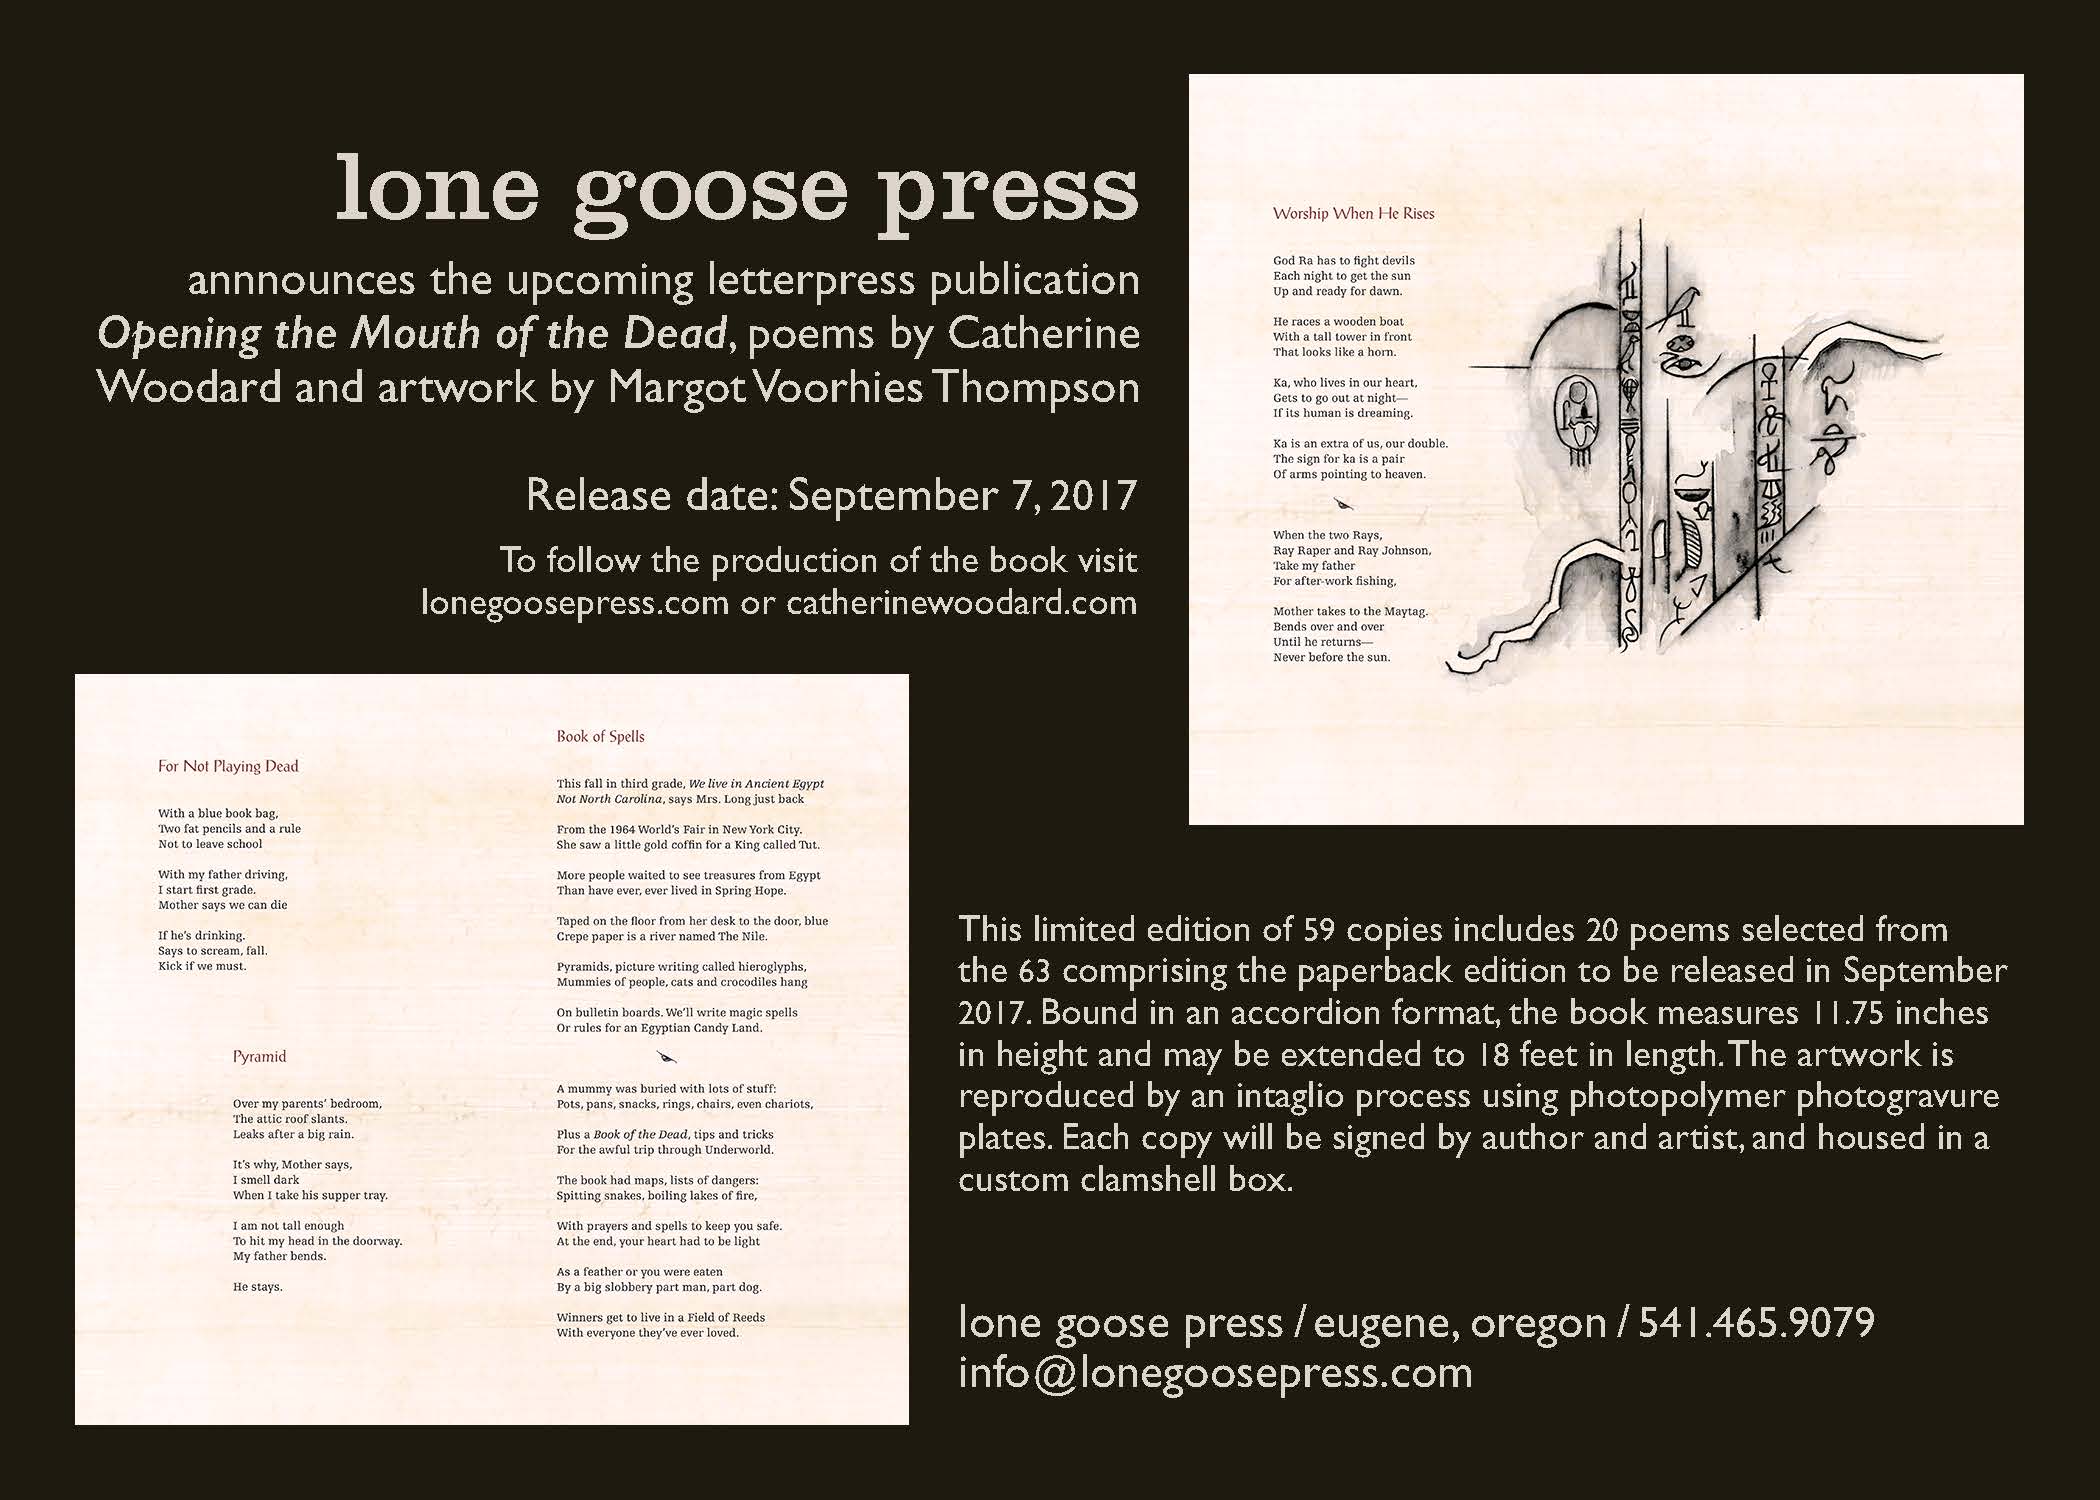 lone goose press
annnounces the upcoming letterpress publication
Opening the Mouth of the Dead, poems by Catherine
Woodard and artwork by Margot Voorhies Thompson
Release date: September 7, 2017
To follow the production of the book visit
lonegoosepress.com or catherinewoodard.com
Worship When He Rises
God Ra has to fight devils
Each night to get the sun
Up and ready for dawn.
He races a wooden boat
With a tall tower in front
That looks like a horn.
Ka, who lives in our heart,
Gets to go out at night—
If its human is dreaming.
Ka is an extra of us, our double.
The sign for ka is a pair
Of arms pointing to heaven.
When the two Rays,
Ray Raper and Ray Johnson,
Take my father
For after-work fishing,
Mother takes to the Maytag.
Bends over and over
Until he returns—
Never before the sun.
For Not Playing Dead
With a blue book bag,
Two fat pencils and a rule
Not to leave school
With my father driving,
I start first grade.
Mother says we can die
If he's drinking.
Says to scream, fall.
Kick if we must.
Pyramid
Over my parents' bedroom,
The attic roof slants.
Leaks after a big rain.
It's why, Mother says,
I smell dark
When I take his supper tray.
I am not tall enough
To hit my head in the doorway.
My father bends.
He stays.
Book of Spells
This fall in third grade, We live in Ancient Egypt
Not North Carolina, says Mrs. Long just back
From the 1964 World's Fair in New York City.
She saw a little gold coffin for a King called Tut.
More people waited to see treasures from Egypt
Than have ever, ever lived in Spring Hope.
Taped on the floor from her desk to the door, blue
Crepe paper is a river named The Nile.
Pyramids, picture writing called hieroglyphs,
Mummies of people, cats and crocodiles hang
On bulletin boards. We'll write magic spells
Or rules for an Egyptian Candy Land.
A mummy was buried with lots of stuff:
Pots, pans, snacks, rings, chairs, even chariots,
Plus a Book of the Dead, tips and tricks
For the awful trip through Underworld.
The book had maps, lists of dangers:
Spitting snakes, boiling lakes of fire,
With prayers and spells to keep you safe.
At the end, your heart had to be light
As a feather or you were eaten
By a big slobbery part man, part dog.
Winners get to live in a Field of Reeds
With everyone they've ever loved.
This limited edition of 59 copies includes 20 poems selected from
the 63 comprising the paperback edition to be released in September
2017. Bound in an accordion format, the book measures 11.75 inches
in height and may be extended to 18 feet in length. The artwork is
reproduced by an intaglio process using photopolymer photogravure
plates. Each copy will be signed by author and artist, and housed in a
custom clamshell box.
lone goose press / eugene, oregon / 541.465.9079
info@lonegoosepress.com